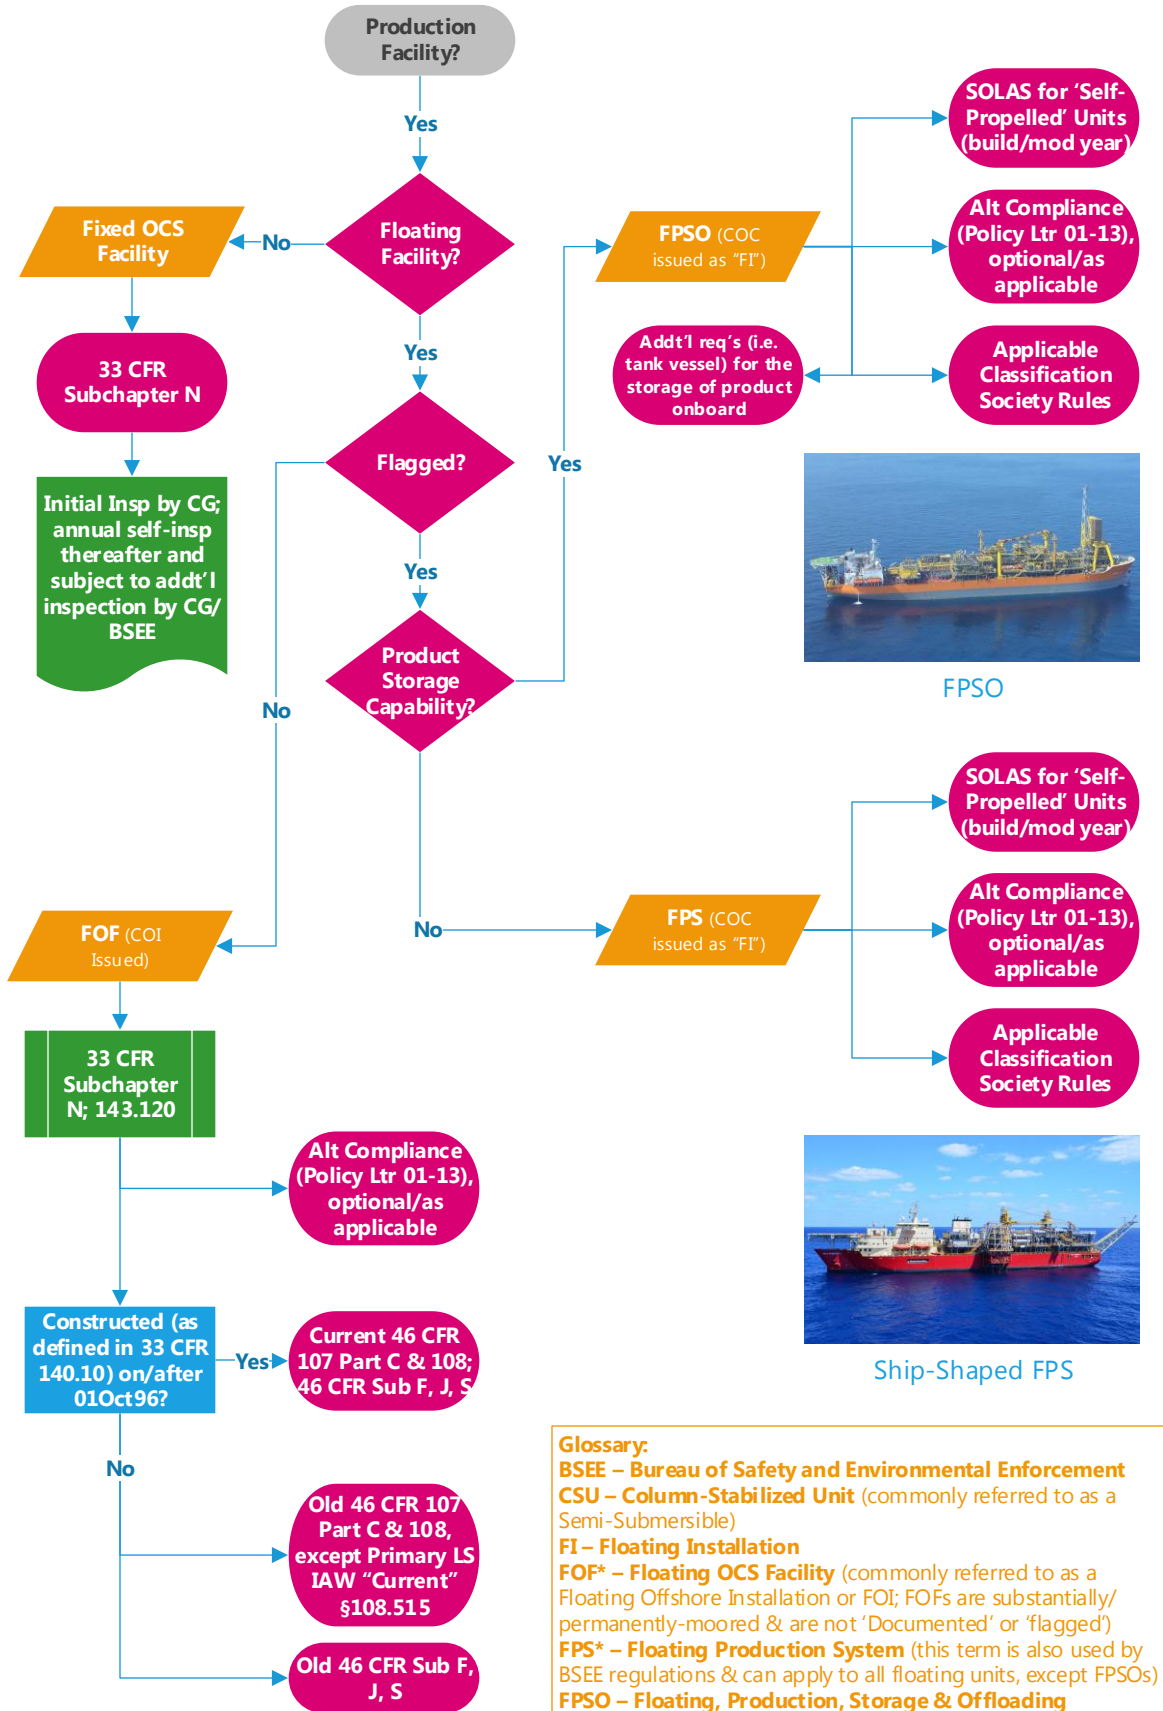 Production
Facility?
Yes
Floating
Facility?
No
Fixed OCS
Facility
33 CFR
Subchapter N
Initial Insp by CG;
annual self-insp
thereafter and
subject to addt'l
inspection by CG/
BSEE
Yes
Flagged?
Yes
Product
Storage
Capability?
Yes
FPSO (COC
issued as "FI")
SOLAS for 'Self-
Propelled' Units
(build/mod year)
Alt Compliance
(Policy Ltr 01-13),
optional/as
applicable
Addt'l req's (i.e.
tank vessel) for the
storage of product
onboard
Applicable
Classification
Society Rules
FPSO
No
FPS (COC
issued as "FI")
SOLAS for 'Self-
Propelled' Units
(build/mod year)
Alt Compliance
(Policy Ltr 01-13),
optional/as
applicable
Applicable
Classification
Society Rules
Ship-Shaped FPS
No
FOF (COI
Issued)
33 CFR
Subchapter
N; 143.120
Alt Compliance
(Policy Ltr 01-13),
optional/as
applicable
Constructed (as
defined in 33 CFR
140.10) on/after
01Oct96?
Yes
Current 46 CFR
107 Part C & 108;
46 CFR Sub F, J, S
No
Old 46 CFR 107
Part C & 108,
except Primary LS
IAW "Current"
§108.515
Old 46 CFR Sub F,
J, S
Glossary:
BSEE – Bureau of Safety and Environmental Enforcement
CSU – Column-Stabilized Unit (commonly referred to as a
Semi-Submersible)
FI – Floating Installation
FOF* – Floating OCS Facility (commonly referred to as a
Floating Offshore Installation or FOI; FOFs are substantially/
permanently-moored & are not 'Documented' or 'flagged')
FPS* – Floating Production System (this term is also used by
BSEE regulations & can apply to all floating units, except FPSOs)
FPSO – Floating, Production, Storage & Offloading